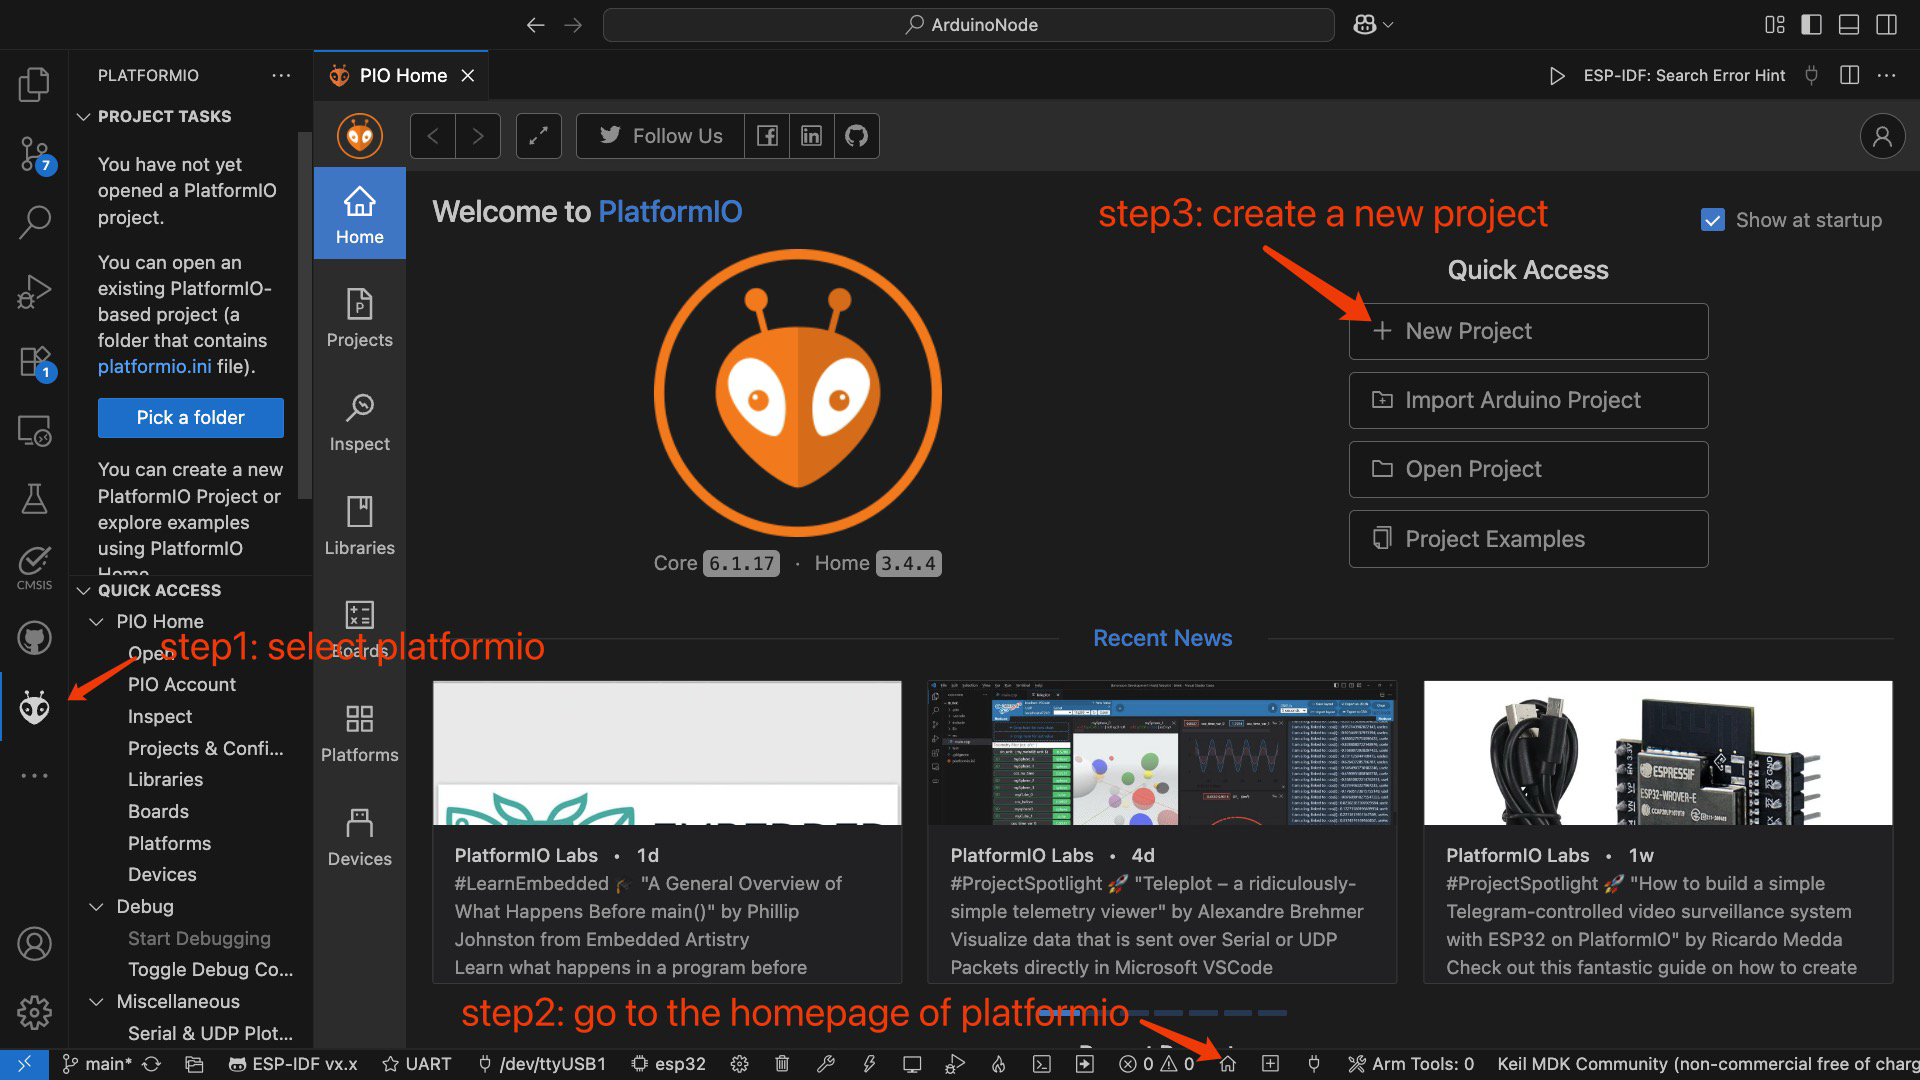 ArduinoNode
PLATFORMIO
PROJECT TASKS
You have not yet
opened a PlatformIO
project.
You can open an
existing PlatformIO-
based project (a
folder that contains
platformio.ini file).
Pick a folder
You can create a new
PlatformIO Project or
explore examples
using PlatformIO
Home
QUICK ACCESS
PIO Home
Open
PIO Account
Inspect
Projects & Confi...
Libraries
Boards
Platforms
Devices
Debug
Start Debugging
Toggle Debug Co...
Miscellaneous
Serial & UDP Plot...
7
1
CMSIS
step1: select platformio
PIO Home
ESP-IDF: Search Error Hint
Follow Us
Home
Projects
Inspect
Libraries
Boards
Platforms
Devices
Welcome to PlatformIO
step3: create a new project
Show at startup
Quick Access
New Project
Import Arduino Project
Open Project
Project Examples
Core 6.1.17 · Home 3.4.4
Recent News
ESPRESSIF
ESP32-WROVER-E
PlatformIO Labs • 1d
#LearnEmbedded 🎓 "A General Overview of
What Happens Before main()" by Phillip
Johnston from Embedded Artistry
Learn what happens in a program before
PlatformIO Labs • 4d
#ProjectSpotlight 🚀 "Teleplot – a ridiculously-
simple telemetry viewer" by Alexandre Brehmer
Visualize data that is sent over Serial or UDP
Packets directly in Microsoft VSCode
PlatformIO Labs • 1w
#ProjectSpotlight 🚀 "How to build a simple
Telegram-controlled video surveillance system
with ESP32 on PlatformIO" by Ricardo Medda
Check out this fantastic guide on how to create
step2: go to the homepage of platformio
main*
ESP-IDF vx.x
UART
/dev/ttyUSB1
esp32
0
0
Arm Tools: 0
Keil MDK Community (non-commercial free of charg